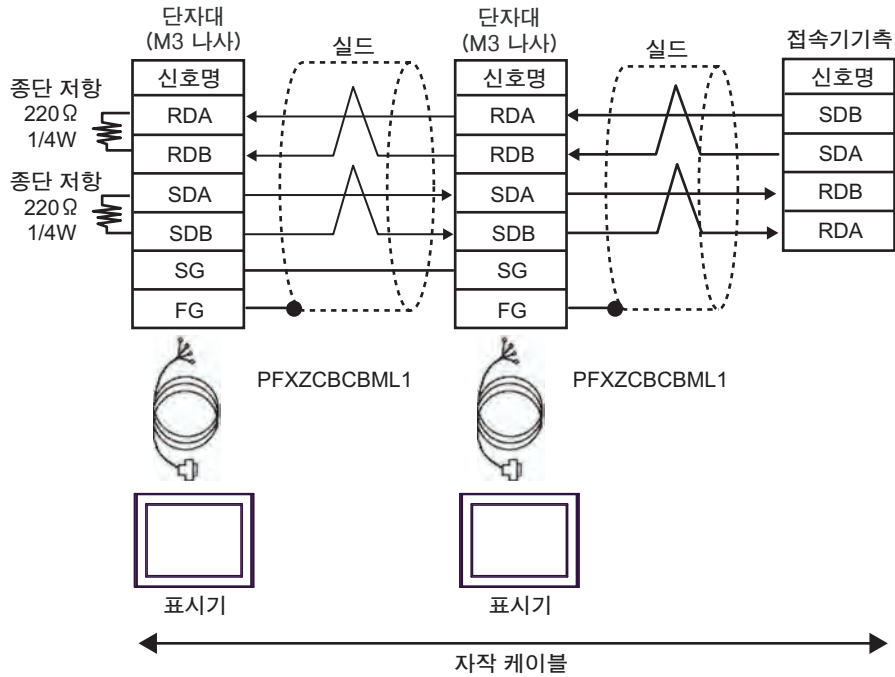 단자대
(M3 나사)
실드
단자대
(M3 나사)
실드
접속기기측
종단 저항
220Ω
1/4W
종단 저항
220Ω
1/4W
신호명
RDA
RDB
SDA
SDB
SG
FG
신호명
RDA
RDB
SDA
SDB
SG
FG
신호명
SDB
SDA
RDB
RDA
PFXZCBCBML1
PFXZCBCBML1
표시기
표시기
자작 케이블